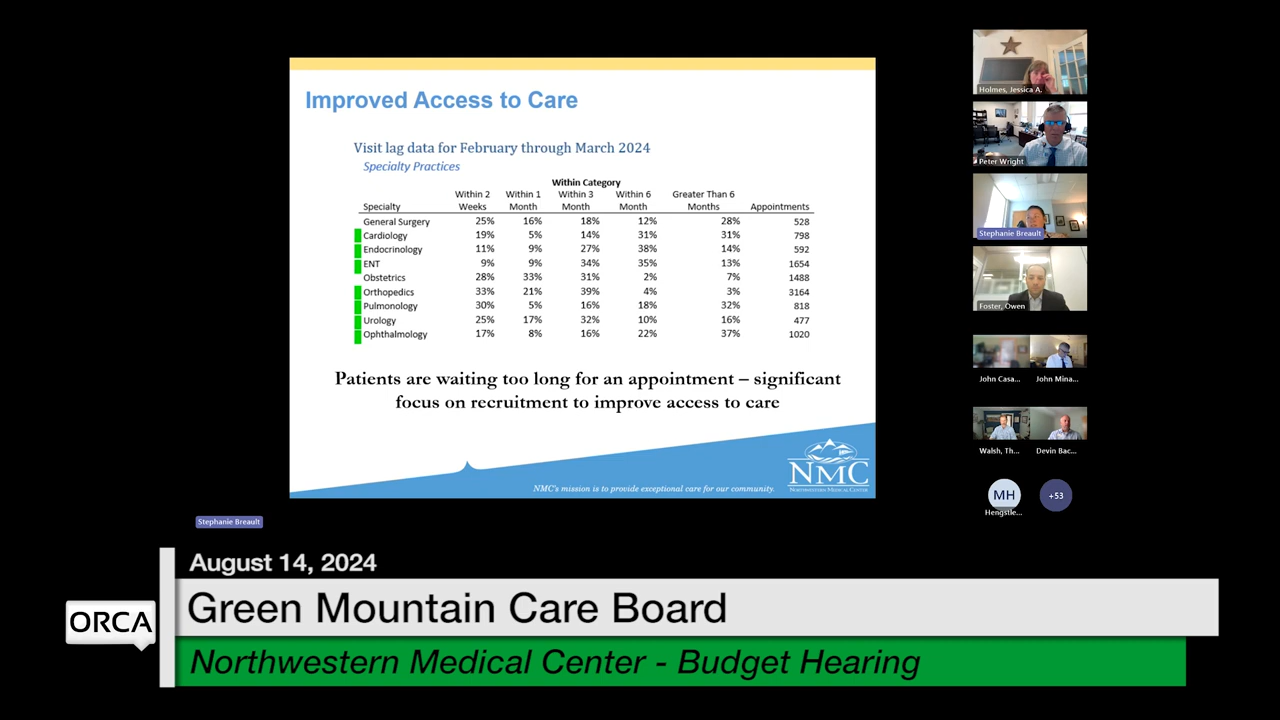 Improved Access to Care
Visit lag data for February through March 2024
Specialty Practices
Within Category
Within 2 Within 1 Within 3 Within 6 Greater Than 6
Specialty Weeks Month Month Month Months Appointments
General Surgery 25% 16% 18% 12% 28% 528
Cardiology 19% 5% 14% 31% 31% 798
Endocrinology 11% 9% 27% 38% 14% 592
ENT 9% 9% 34% 35% 13% 1654
Obstetrics 28% 33% 31% 2% 7% 1488
Orthopedics 33% 21% 39% 4% 3% 3164
Pulmonology 30% 5% 16% 18% 32% 818
Urology 25% 17% 32% 10% 16% 477
Ophthalmology 17% 8% 16% 22% 37% 1020
Patients are waiting too long for an appointment – significant
focus on recruitment to improve access to care
NMC
NORTHWESTERN MEDICAL CENTER
NMC's mission is to provide exceptional care for our community.
Holmes, Jessica A.
Peter Wright
Stephanie Breault
Foster, Owen
John Casa... John Mina...
Walsh, Th... Devin Bac...
MH +53
Hengstle...
Stephanie Breault
August 14, 2024
Green Mountain Care Board
ORCA
Northwestern Medical Center - Budget Hearing